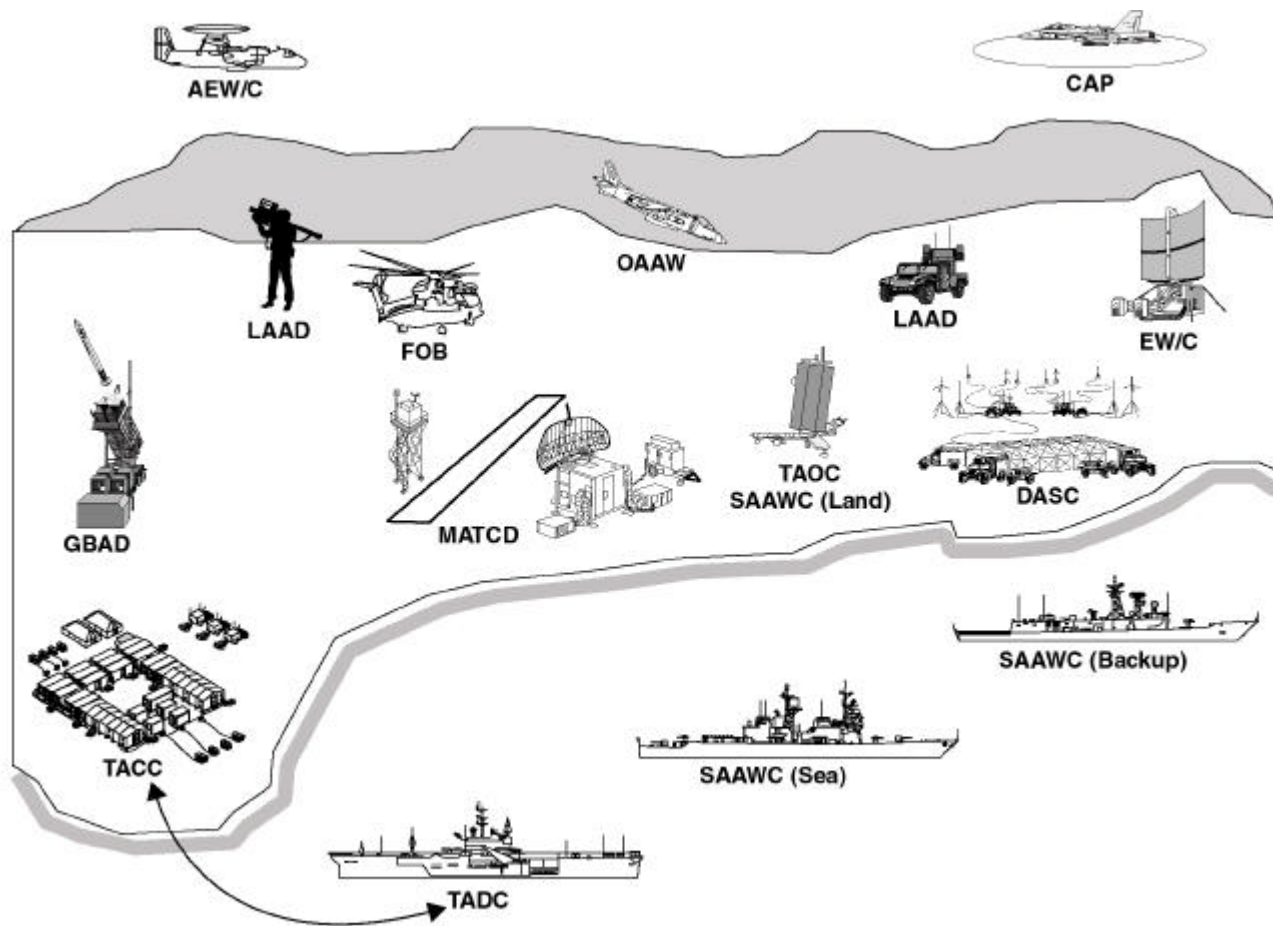 AEW/C
CAP
OAAW
LAAD
LAAD
FOB
EW/C
TAOC
SAAWC (Land)
DASC
MATCD
GBAD
SAAWC (Backup)
TACC
SAAWC (Sea)
TADC